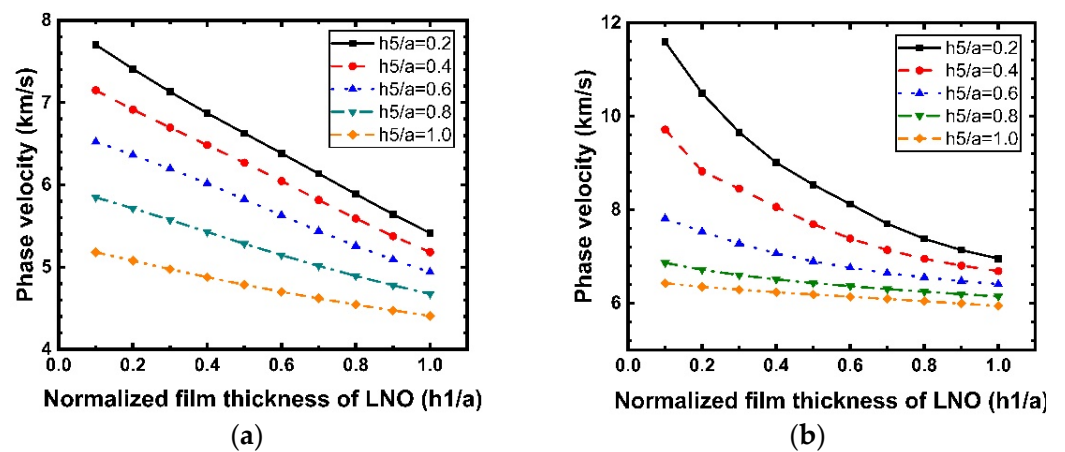 8
7
6
5
4
Phase velocity (km/s)
h5/a=0.2
h5/a=0.4
h5/a=0.6
h5/a=0.8
h5/a=1.0
0.0 0.2 0.4 0.6 0.8 1.0
Normalized film thickness of LNO (h1/a)
(a)
12
10
8
6
Phase velocity (km/s)
h5/a=0.2
h5/a=0.4
h5/a=0.6
h5/a=0.8
h5/a=1.0
0.0 0.2 0.4 0.6 0.8 1.0
Normalized film thickness of LNO (h1/a)
(b)